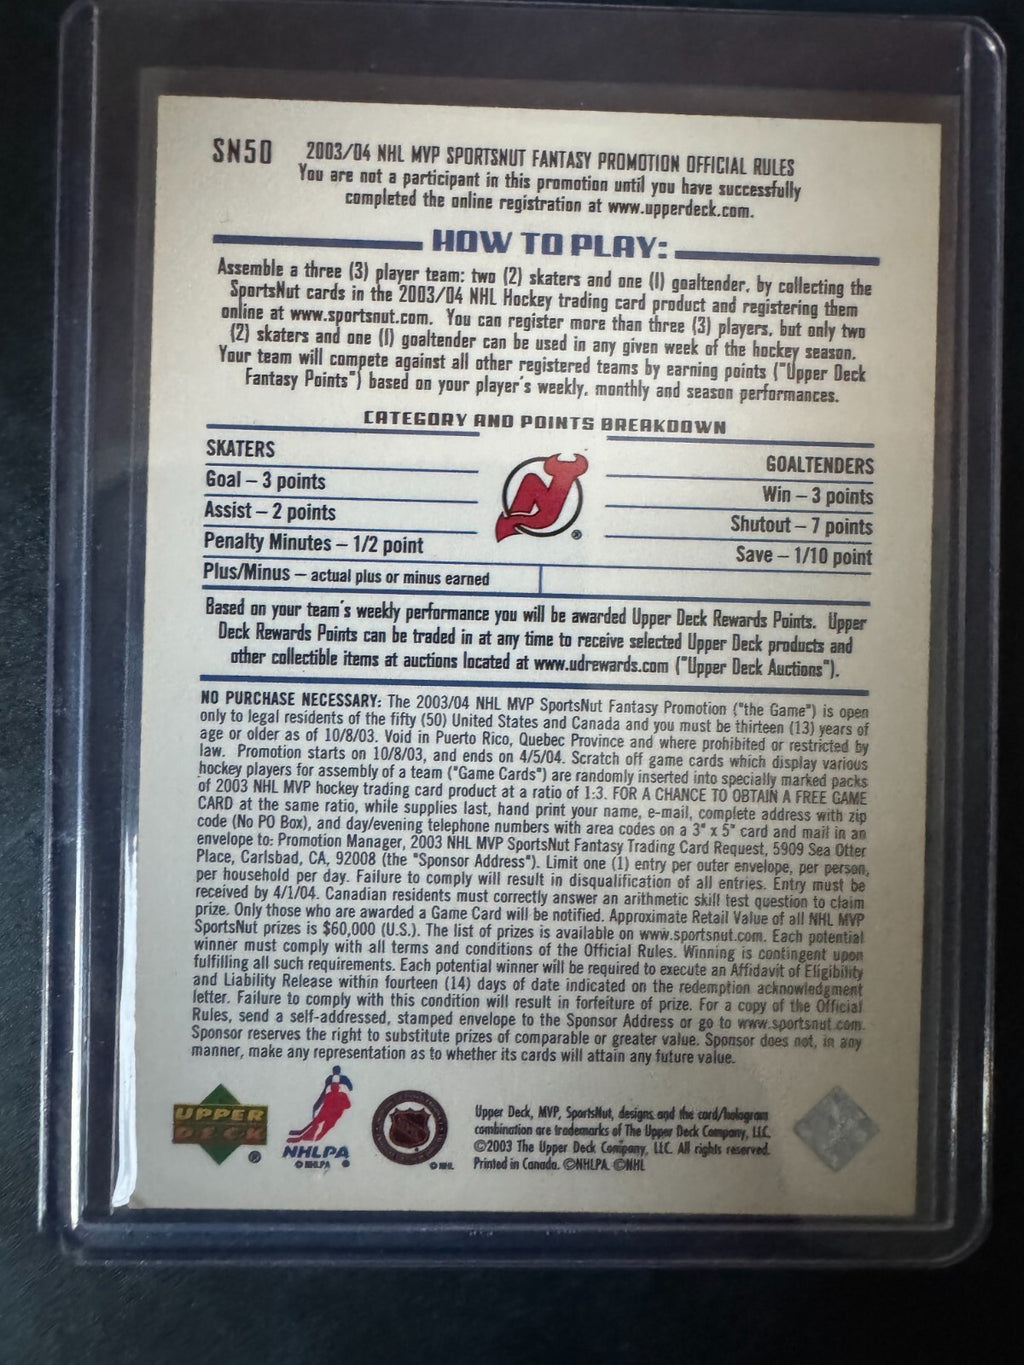 SN50 2003/04 NHL MVP SPORTSNUT FANTASY PROMOTION OFFICIAL RULES
You are not a participant in this promotion until you have successfully
completed the online registration at www.upperdeck.com.
HOW TO PLAY:
Assemble a three (3) player team: two (2) skaters and one (1) goaltender, by collecting the
SportsNut cards in the 2003/04 NHL Hockey trading card product and registering them
online at www.sportsnut.com. You can register more than three (3) players, but only two
(2) skaters and one (1) goaltender can be used in any given week of the hockey season.
Your team will compete against all other registered teams by earning points ("Upper Deck
Fantasy Points") based on your player's weekly, monthly and season performances.
CATEGORY AND POINTS BREAKDOWN
SKATERS
Goal – 3 points
Assist – 2 points
Penalty Minutes – 1/2 point
Plus/Minus – actual plus or minus earned
GOALTENDERS
Win – 3 points
Shutout – 7 points
Save – 1/10 point
®
Based on your team's weekly performance you will be awarded Upper Deck Rewards Points. Upper
Deck Rewards Points can be traded in at any time to receive selected Upper Deck products and
other collectible items at auctions located at www.udrewards.com ("Upper Deck Auctions").
NO PURCHASE NECESSARY: The 2003/04 NHL MVP SportsNut Fantasy Promotion ("the Game") is open
only to legal residents of the fifty (50) United States and Canada and you must be thirteen (13) years of
age or older as of 10/8/03. Void in Puerto Rico, Quebec Province and where prohibited or restricted by
law. Promotion starts on 10/8/03, and ends on 4/5/04. Scratch off game cards which display various
hockey players for assembly of a team ("Game Cards") are randomly inserted into specially marked packs
of 2003 NHL MVP hockey trading card product at a ratio of 1:3. FOR A CHANCE TO OBTAIN A FREE GAME
CARD at the same ratio, while supplies last, hand print your name, e-mail, complete address with zip
code (No PO Box), and day/evening telephone numbers with area codes on a 3" x 5" card and mail in an
envelope to: Promotion Manager, 2003 NHL MVP SportsNut Fantasy Trading Card Request, 5909 Sea Otter
Place, Carlsbad, CA, 92008 (the "Sponsor Address"). Limit one (1) entry per outer envelope, per person,
per household per day. Failure to comply will result in disqualification of all entries. Entry must be
received by 4/1/04. Canadian residents must correctly answer an arithmetic skill test question to claim
prize. Only those who are awarded a Game Card will be notified. Approximate Retail Value of all NHL MVP
SportsNut prizes is $60,000 (U.S.). The list of prizes is available on www.sportsnut.com. Each potential
winner must comply with all terms and conditions of the Official Rules. Winning is contingent upon
fulfilling all such requirements. Each potential winner will be required to execute an Affidavit of Eligibility
and Liability Release within fourteen (14) days of date indicated on the redemption acknowledgment
letter. Failure to comply with this condition will result in forfeiture of prize. For a copy of the Official
Rules, send a self-addressed, stamped envelope to the Sponsor Address or go to www.sportsnut.com.
Sponsor reserves the right to substitute prizes of comparable or greater value. Sponsor does not, in any
manner, make any representation as to whether its cards will attain any future value.
UPPER
DECK
®
NHLPA
© NHLPA ®
NHL
© NHL
Upper Deck, MVP, SportsNut, designs and the card/hologram
combination are trademarks of The Upper Deck Company, LLC.
©2003 The Upper Deck Company, LLC. All rights reserved.
Printed in Canada. ©NHLPA ©NHL